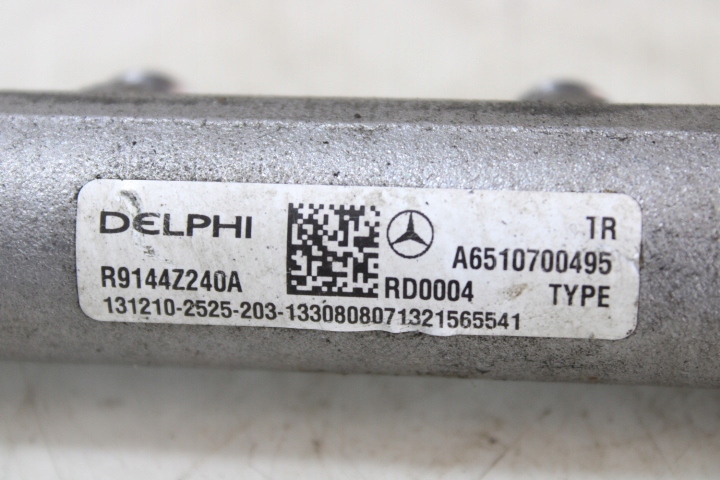 DELPHI TR
A6510700495
R9144Z240A RD0004 TYPE
131210-2525-203-1330808071321565541